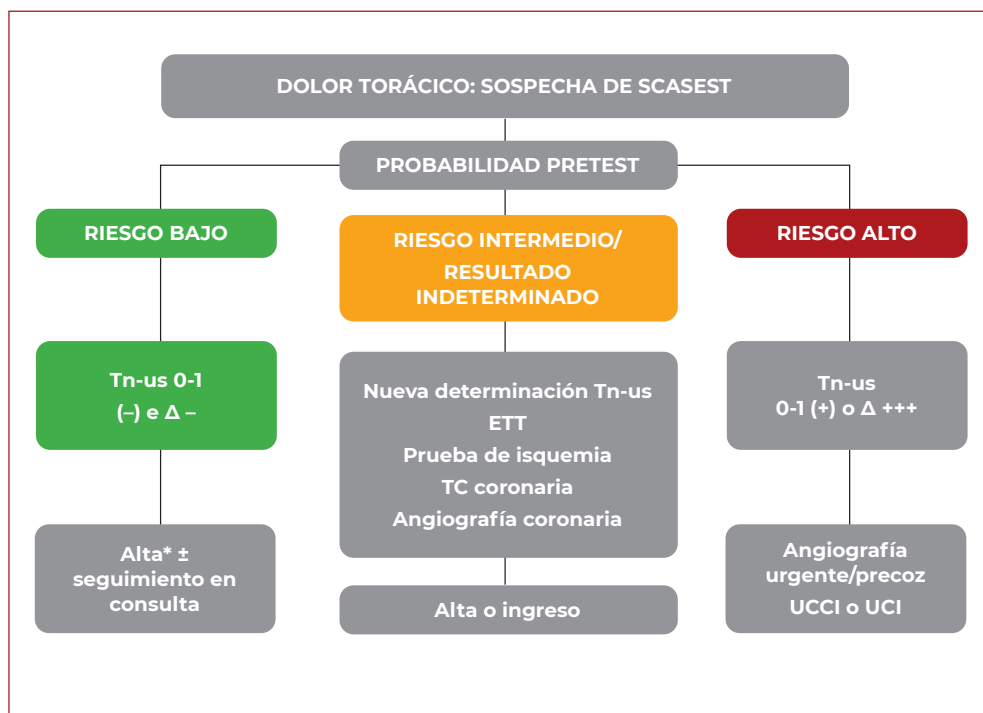 DOLOR TORÁCICO: SOSPECHA DE SCASEST
PROBABILIDAD PRETEST
RIESGO BAJO
Tn-us 0-1
(–) e Δ –
Alta* ±
seguimiento en
consulta
RIESGO INTERMEDIO/
RESULTADO
INDETERMINADO
Nueva determinación Tn-us
ETT
Prueba de isquemia
TC coronaria
Angiografía coronaria
Alta o ingreso
RIESGO ALTO
Tn-us
0-1 (+) o Δ +++
Angiografía
urgente/precoz
UCCI o UCI